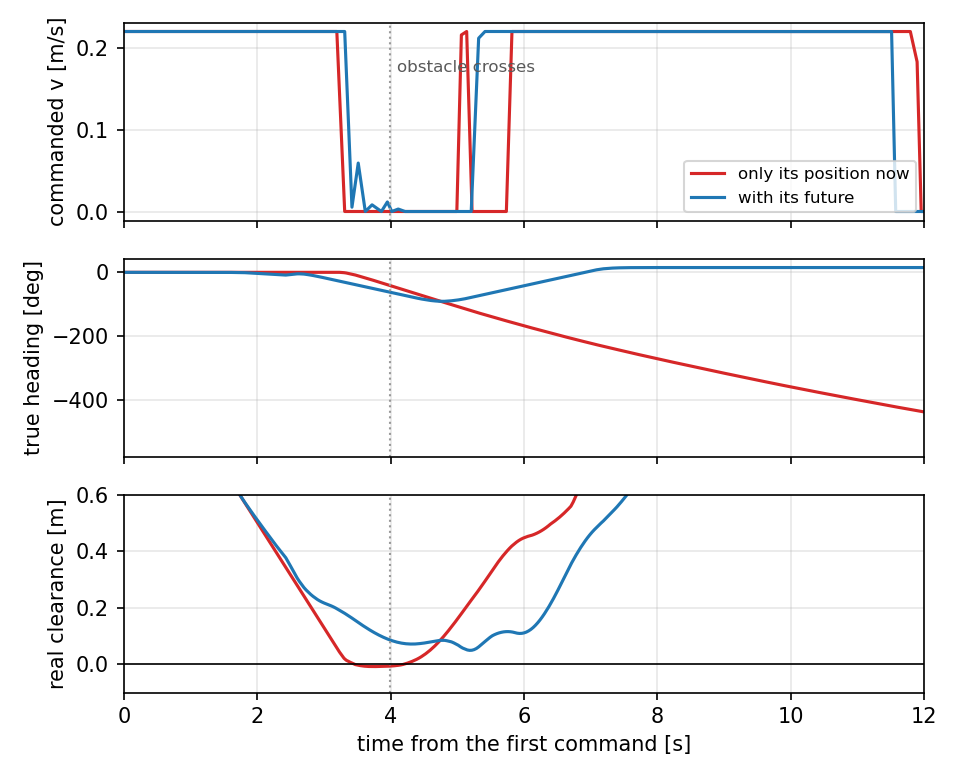 commanded v [m/s]
0.2
0.1
0.0
obstacle crosses
only its position now
with its future
true heading [deg]
0
−200
−400
real clearance [m]
0.6
0.4
0.2
0.0
0 2 4 6 8 10 12
time from the first command [s]